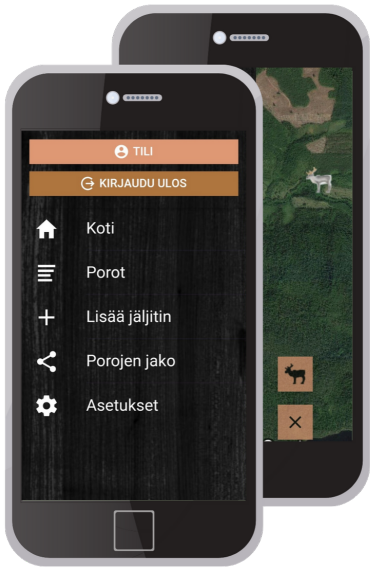 TILI
KIRJAUDU ULOS
Koti
Porot
Lisää jäljitin
Porojen jako
Asetukset